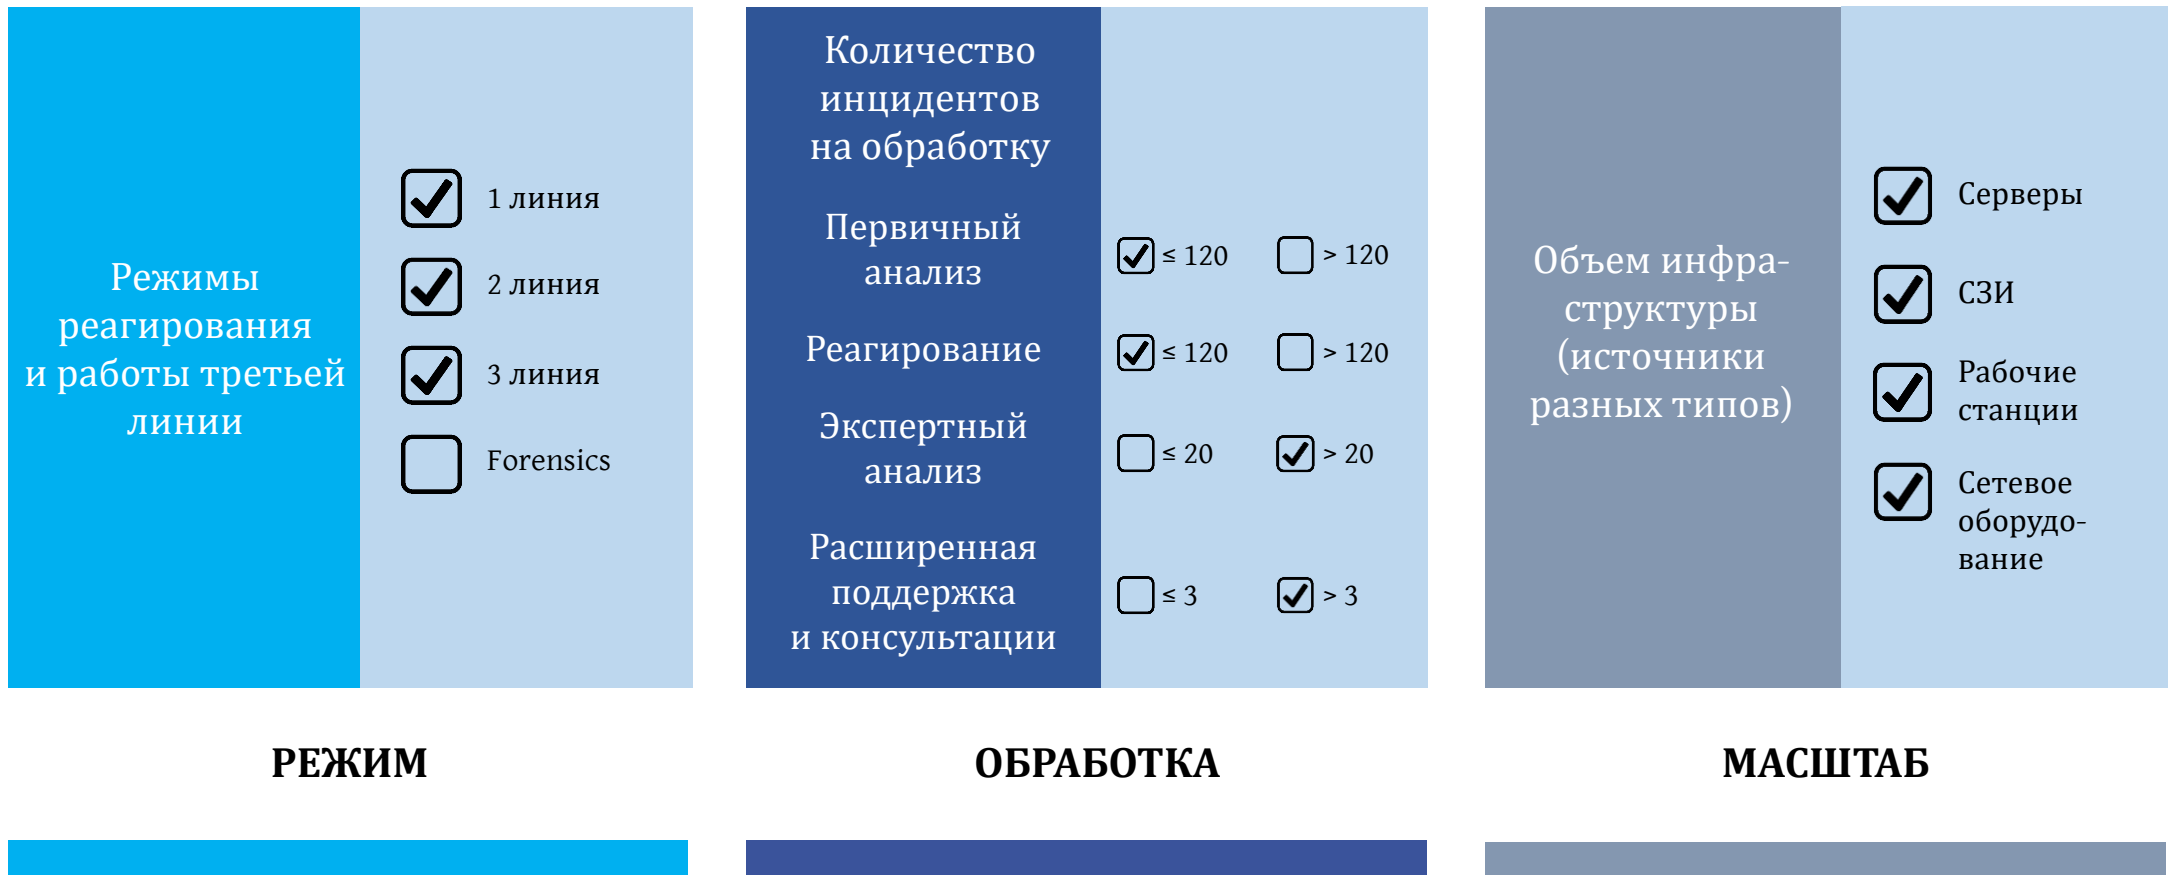 Режимы
реагирования
и работы третьей
линии
1 линия
2 линия
3 линия
Forensics
РЕЖИМ
Количество
инцидентов
на обработку
Первичный
анализ
≤ 120 > 120
Реагирование
≤ 120 > 120
Экспертный
анализ
≤ 20 > 20
Расширенная
поддержка
и консультации
≤ 3 > 3
ОБРАБОТКА
Объем инфра-
структуры
(источники
разных типов)
Серверы
СЗИ
Рабочие
станции
Сетевое
оборудо-
вание
МАСШТАБ